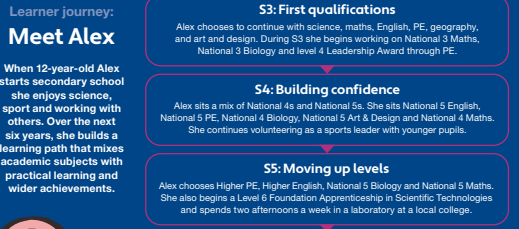 Learner journey:
Meet Alex
When 12-year-old Alex
starts secondary school
she enjoys science,
sport and working with
others. Over the next
six years, she builds a
learning path that mixes
academic subjects with
practical learning and
wider achievements.
S3: First qualifications
Alex chooses to continue with science, maths, English, PE, geography,
and art and design. During S3 she begins working on National 3 Maths,
National 3 Biology and level 4 Leadership Award through PE.
S4: Building confidence
Alex sits a mix of National 4s and National 5s. She sits National 5 English,
National 5 PE, National 4 Biology, National 5 Art & Design and National 4 Maths.
She continues volunteering as a sports leader with younger pupils.
S5: Moving up levels
Alex chooses Higher PE, Higher English, National 5 Biology and National 5 Maths.
She also begins a Level 6 Foundation Apprenticeship in Scientific Technologies
and spends two afternoons a week in a laboratory at a local college.